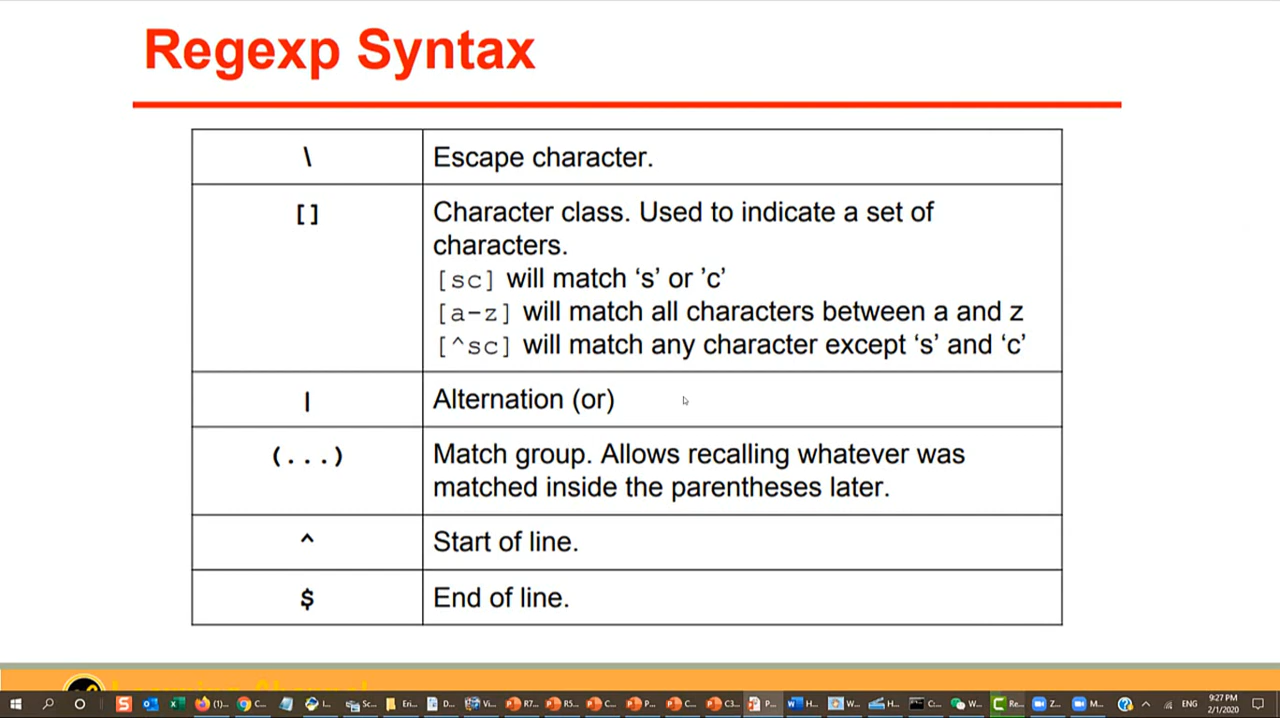 Regexp Syntax
\ Escape character.
[] Character class. Used to indicate a set of
characters.
[sc] will match ‘s’ or ’c’
[a-z] will match all characters between a and z
[^sc] will match any character except ‘s’ and ‘c’
| Alternation (or)
(...) Match group. Allows recalling whatever was
matched inside the parentheses later.
^ Start of line.
$ End of line.
9:27 PM
ENG
2/1/2020